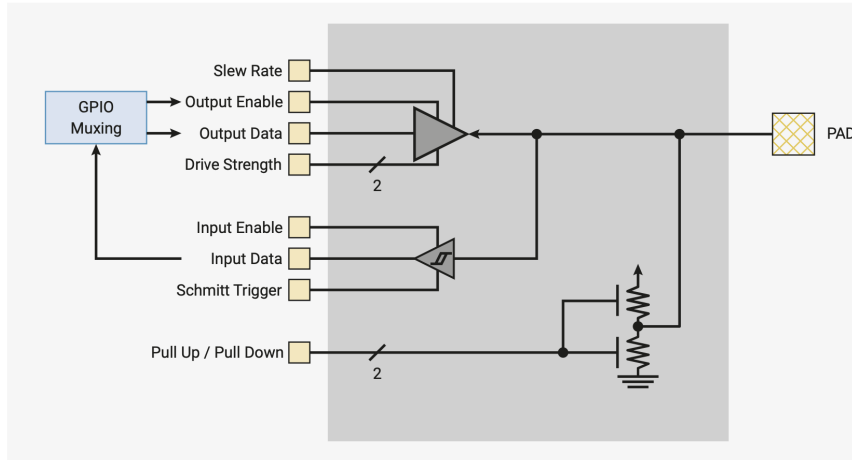 Slew Rate
GPIO
Muxing
Output Enable
Output Data
Drive Strength
2
PAD
Input Enable
Input Data
Schmitt Trigger
Pull Up / Pull Down
2